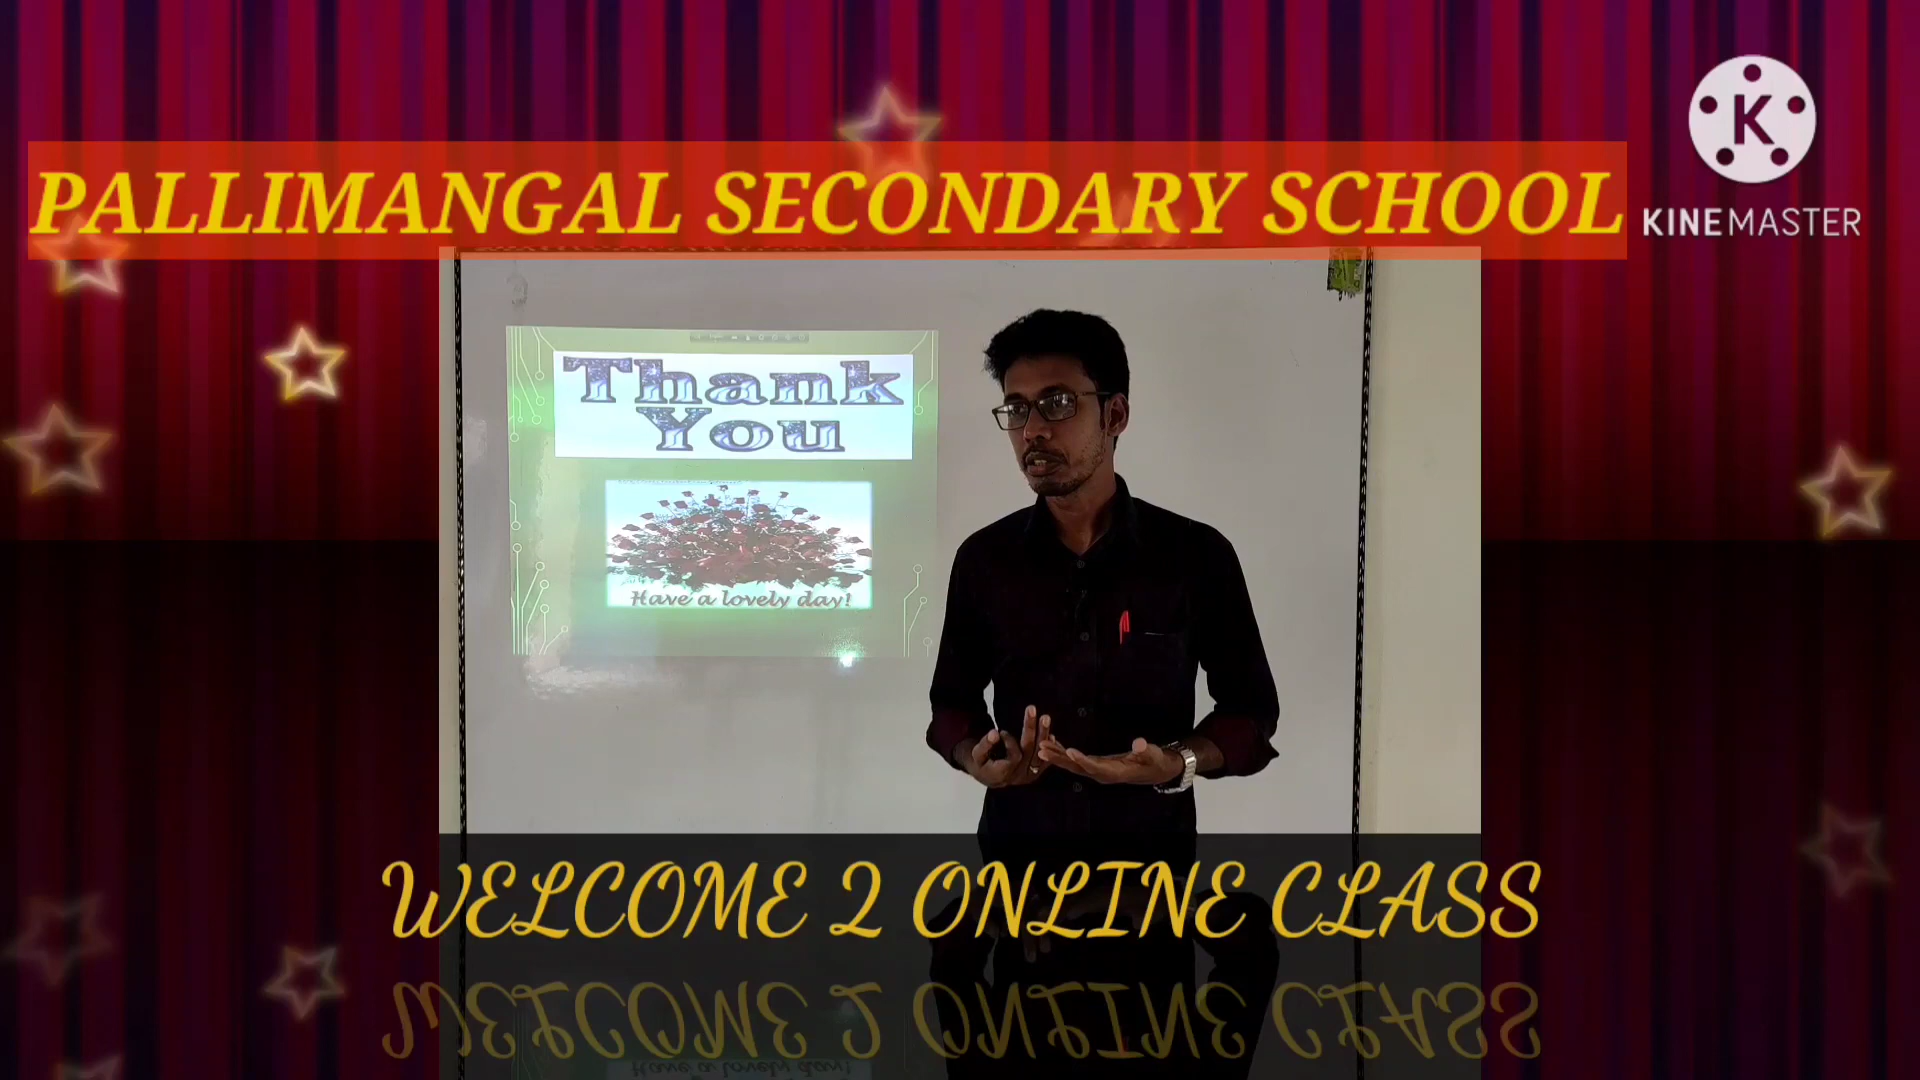 K
PALLIMANGAL SECONDARY SCHOOL
KINEMASTER
Thank
You
Have a lovely day!
WELCOME 2 ONLINE CLASS